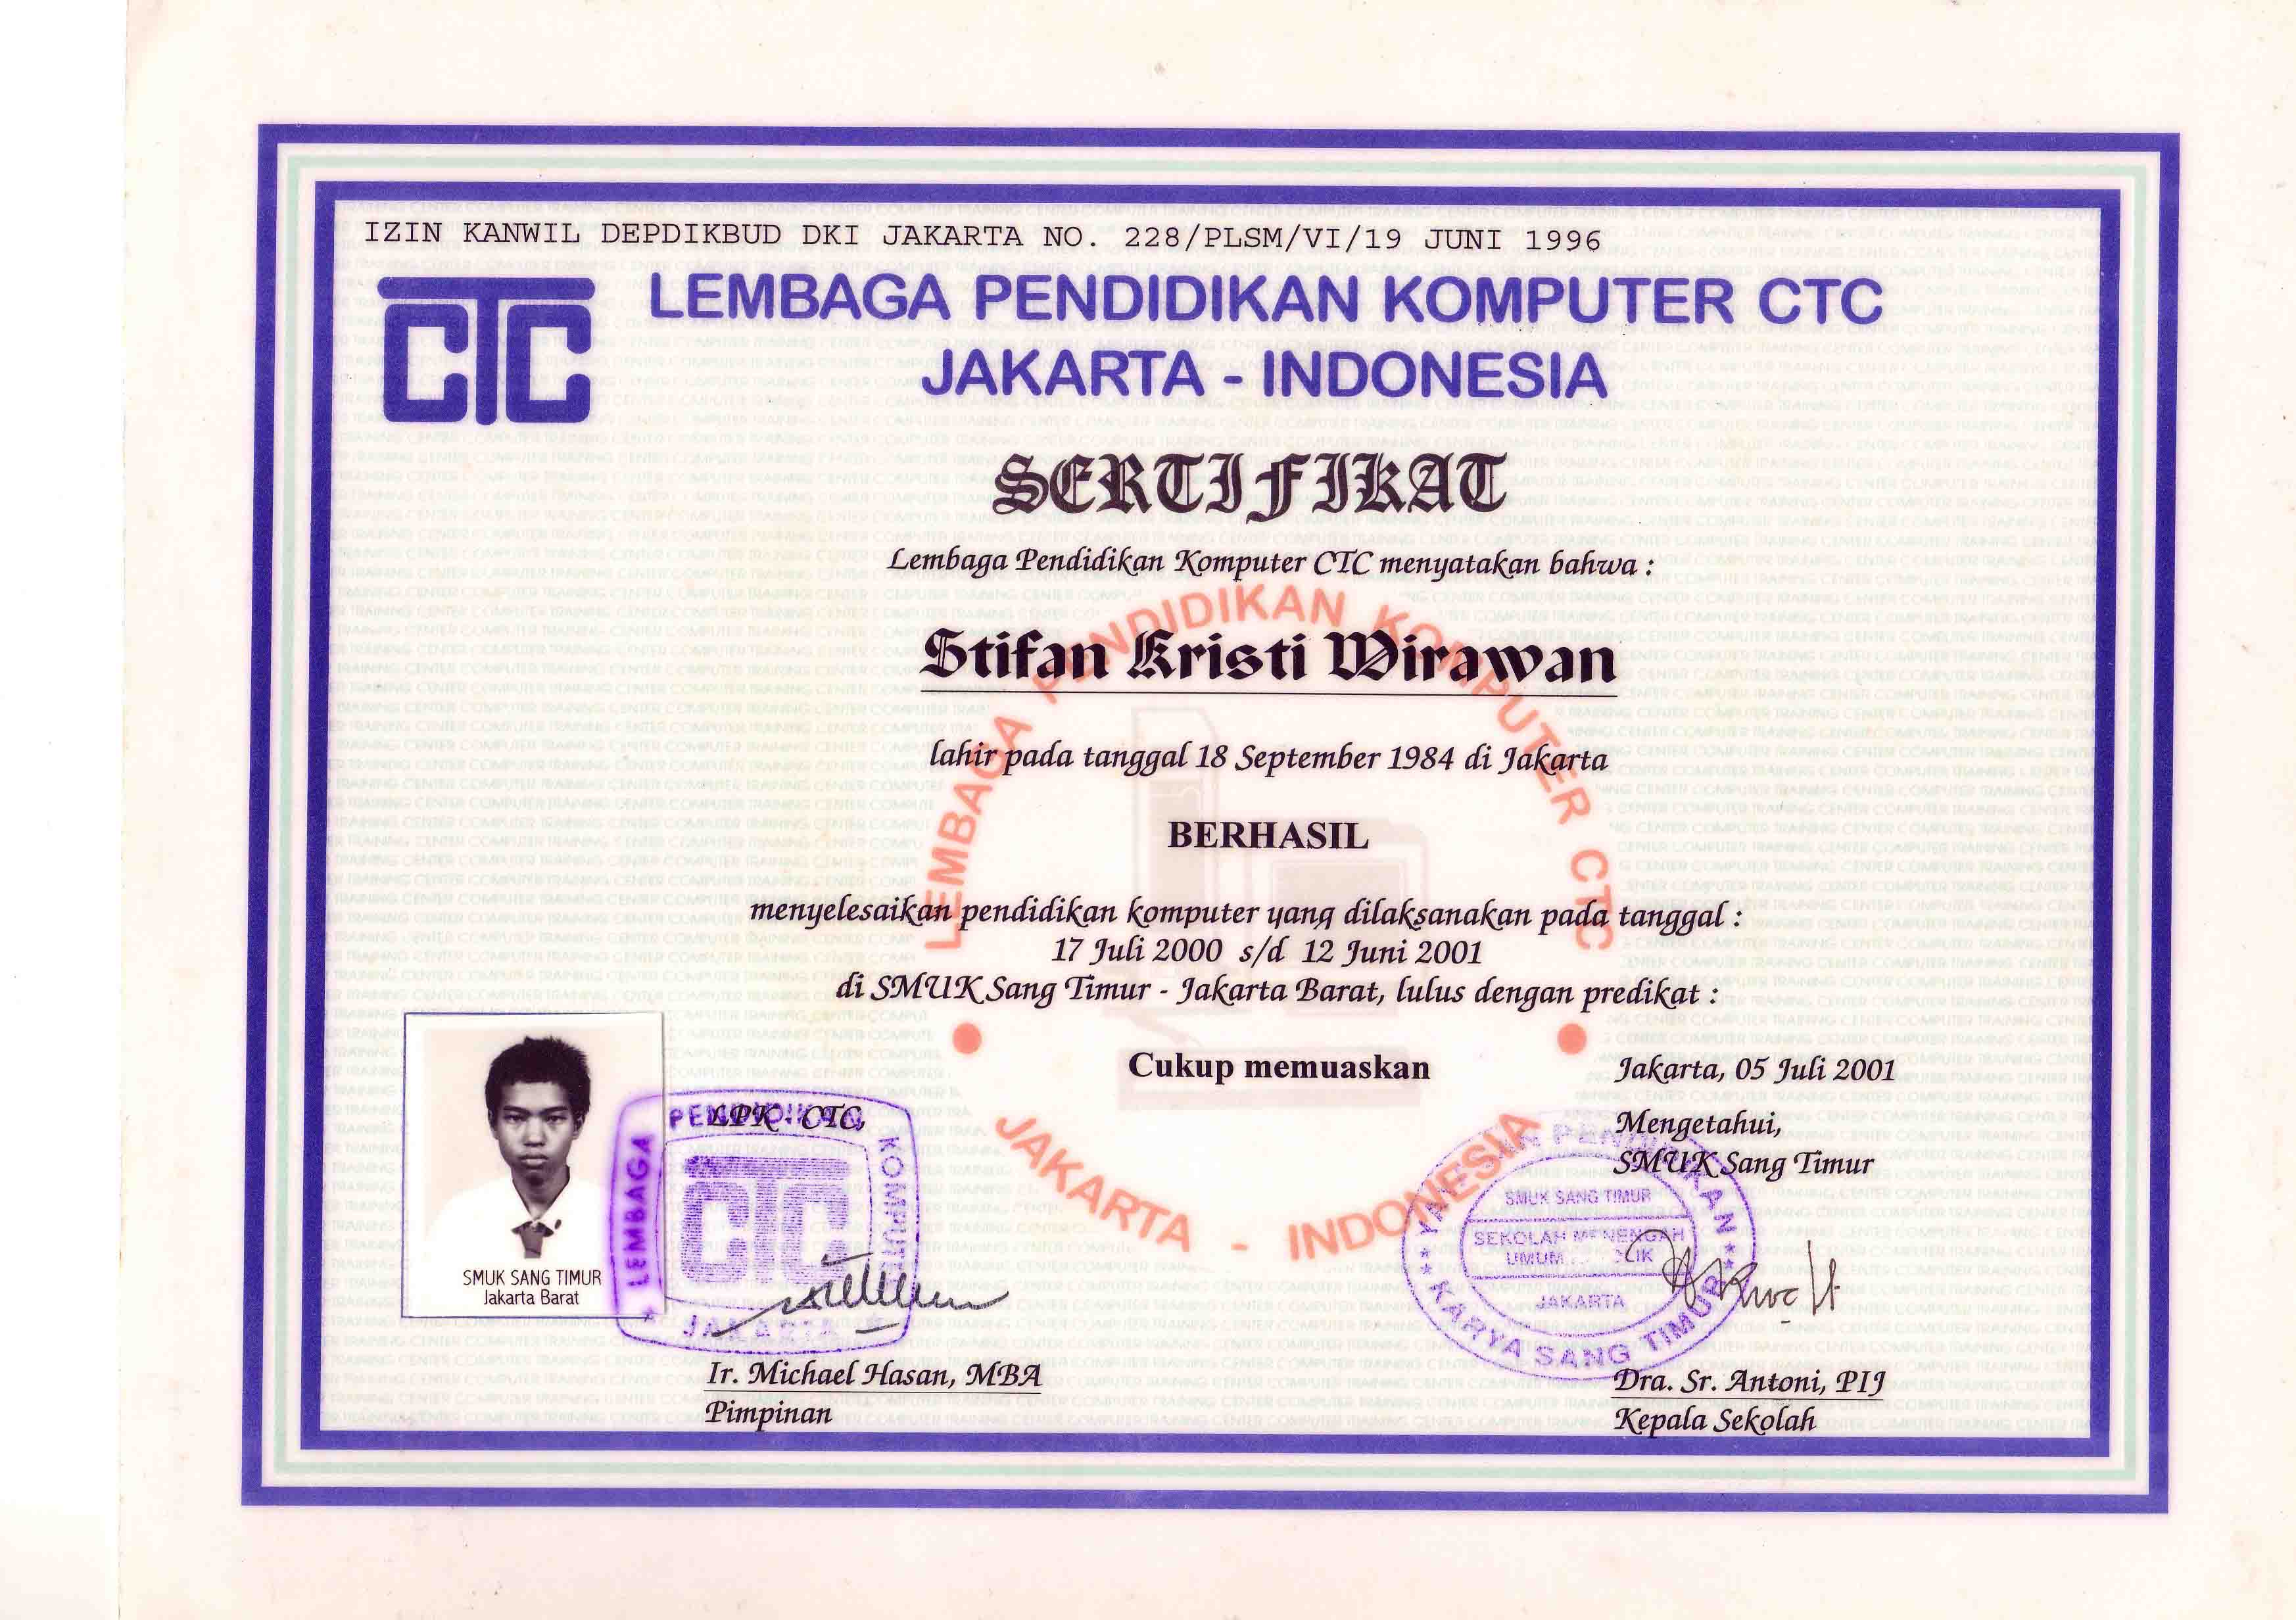 IZIN KANWIL DEPDIKBUD DKI JAKARTA NO. 228/PLSM/VI/19 JUNI 1996
CTC
LEMBAGA PENDIDIKAN KOMPUTER CTC
JAKARTA - INDONESIA
SERTIFIKAT
Lembaga Pendidikan Komputer CTC menyatakan bahwa :
Stifan Kristi Wirawan
lahir pada tanggal 18 September 1984 di Jakarta
BERHASIL
menyelesaikan pendidikan komputer yang dilaksanakan pada tanggal :
17 Juli 2000 s/d 12 Juni 2001
di SMUK Sang Timur - Jakarta Barat, lulus dengan predikat :
Cukup memuaskan
LEMBAGA PENDIDIKAN KOMPUTER CTC
JAKARTA - INDONESIA
SMUK SANG TIMUR
Jakarta Barat
LPK - CTC,
LEMBAGA PENDIDIKAN KOMPUTER
CTC
JAKARTA
Ir. Michael Hasan, MBA
Pimpinan
Jakarta, 05 Juli 2001
Mengetahui,
SMUK Sang Timur
PENDIDIKAN
KARYA SANG TIMUR
SMUK SANG TIMUR
SEKOLAH MENENGAH
UMUM
JAKARTA
Dra. Sr. Antoni, PIJ
Kepala Sekolah